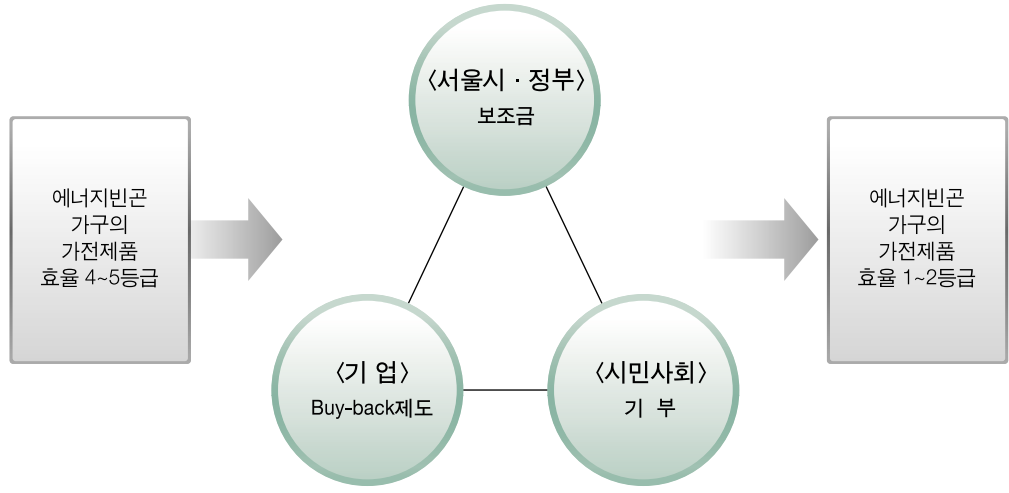 에너지빈곤
가구의
가전제품
효율 4~5등급
〈서울시 · 정부〉
보조금
〈기 업〉
Buy-back제도
〈시민사회〉
기 부
에너지빈곤
가구의
가전제품
효율 1~2등급